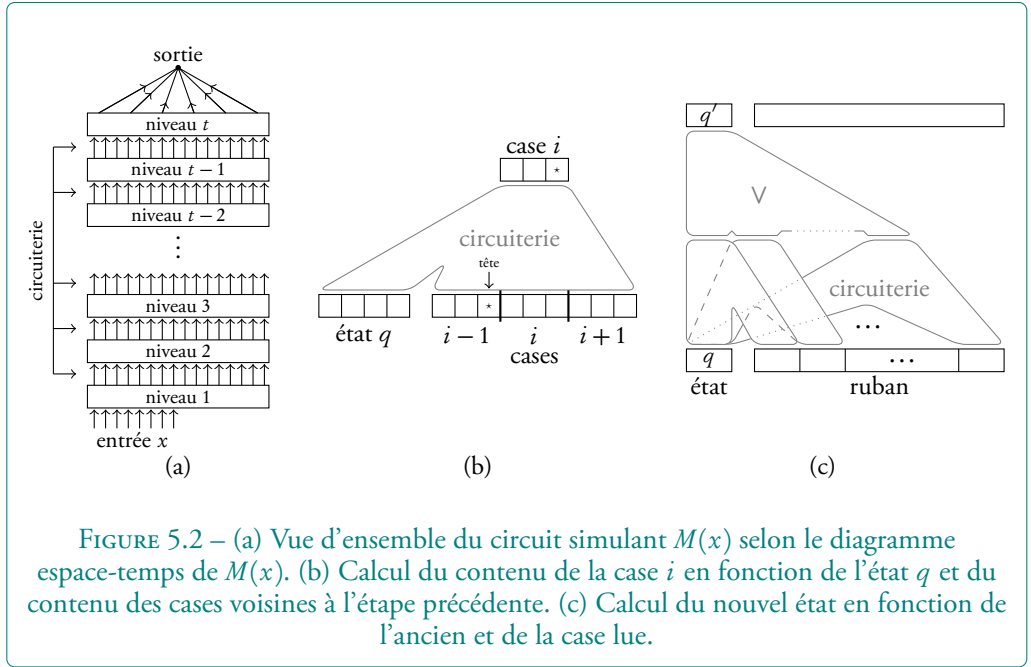 sortie
niveau t
niveau t − 1
niveau t − 2
⋮
niveau 3
niveau 2
niveau 1
circuiterie
entrée x
(a)
case i
*
circuiterie
tête
*
état q
i − 1 i i + 1
cases
(b)
q′
∨
circuiterie
...
q ...
état ruban
(c)
FIGURE 5.2 – (a) Vue d'ensemble du circuit simulant M(x) selon le diagramme
espace-temps de M(x). (b) Calcul du contenu de la case i en fonction de l'état q et du
contenu des cases voisines à l'étape précédente. (c) Calcul du nouvel état en fonction de
l'ancien et de la case lue.